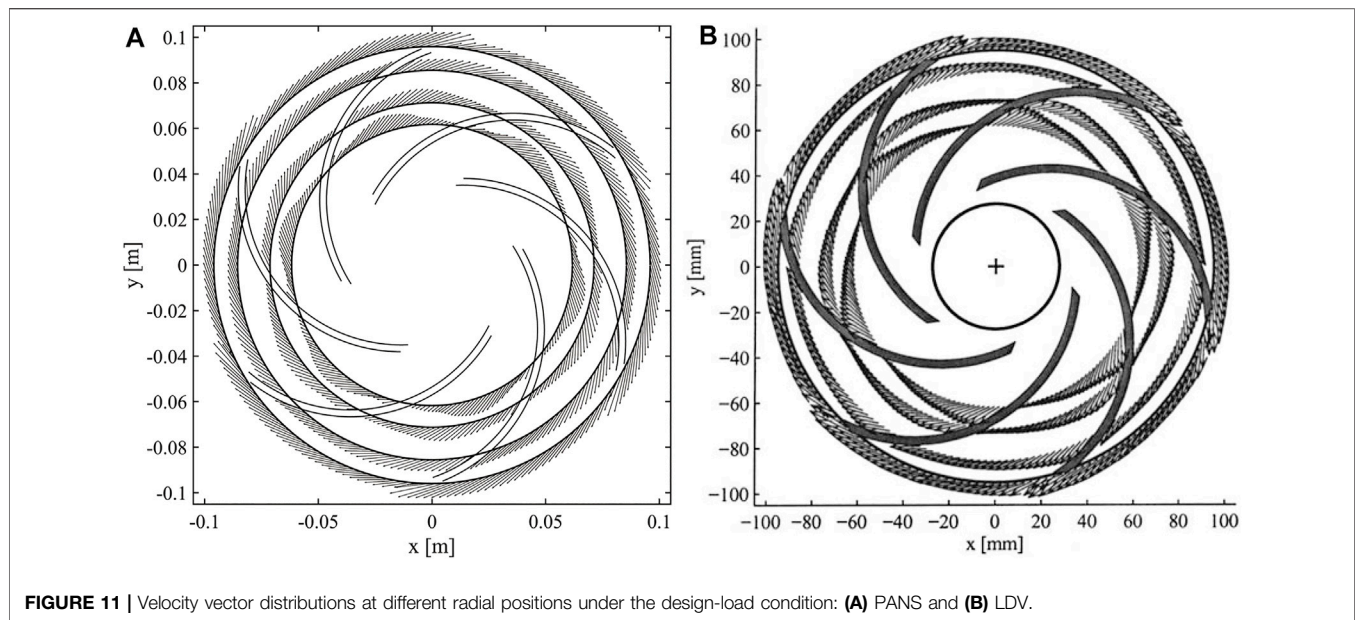 A
0.1
0.08
0.06
0.04
0.02
0
-0.02
-0.04
-0.06
-0.08
-0.1
y [m]
-0.1 -0.05 0 0.05 0.1
x [m]
B
100
80
60
40
20
0
−20
−40
−60
−80
−100
y [mm]
−100 −80 −60 −40 −20 0 20 40 60 80 100
x [mm]
FIGURE 11 | Velocity vector distributions at different radial positions under the design-load condition: (A) PANS and (B) LDV.